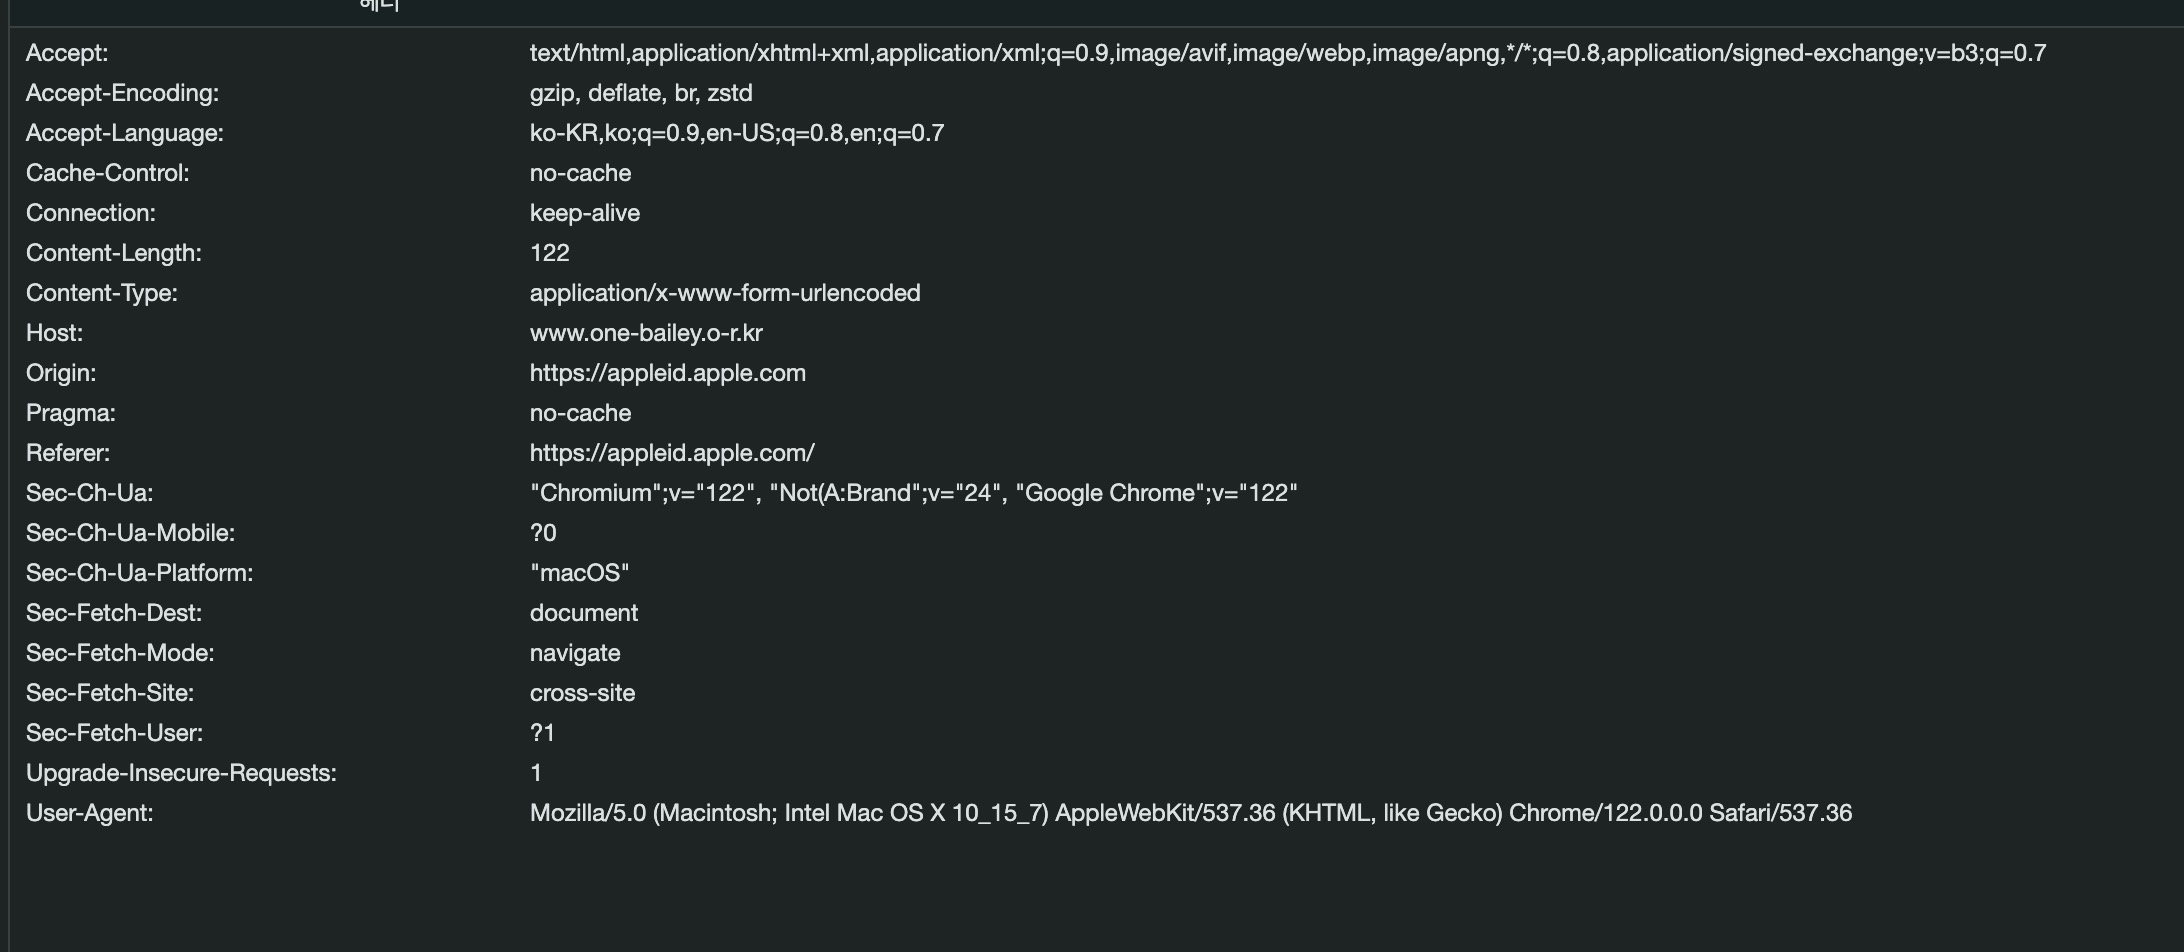 헤더
Accept: text/html,application/xhtml+xml,application/xml;q=0.9,image/avif,image/webp,image/apng,*/*;q=0.8,application/signed-exchange;v=b3;q=0.7
Accept-Encoding: gzip, deflate, br, zstd
Accept-Language: ko-KR,ko;q=0.9,en-US;q=0.8,en;q=0.7
Cache-Control: no-cache
Connection: keep-alive
Content-Length: 122
Content-Type: application/x-www-form-urlencoded
Host: www.one-bailey.o-r.kr
Origin: https://appleid.apple.com
Pragma: no-cache
Referer: https://appleid.apple.com/
Sec-Ch-Ua: "Chromium";v="122", "Not(A:Brand";v="24", "Google Chrome";v="122"
Sec-Ch-Ua-Mobile: ?0
Sec-Ch-Ua-Platform: "macOS"
Sec-Fetch-Dest: document
Sec-Fetch-Mode: navigate
Sec-Fetch-Site: cross-site
Sec-Fetch-User: ?1
Upgrade-Insecure-Requests: 1
User-Agent: Mozilla/5.0 (Macintosh; Intel Mac OS X 10_15_7) AppleWebKit/537.36 (KHTML, like Gecko) Chrome/122.0.0.0 Safari/537.36